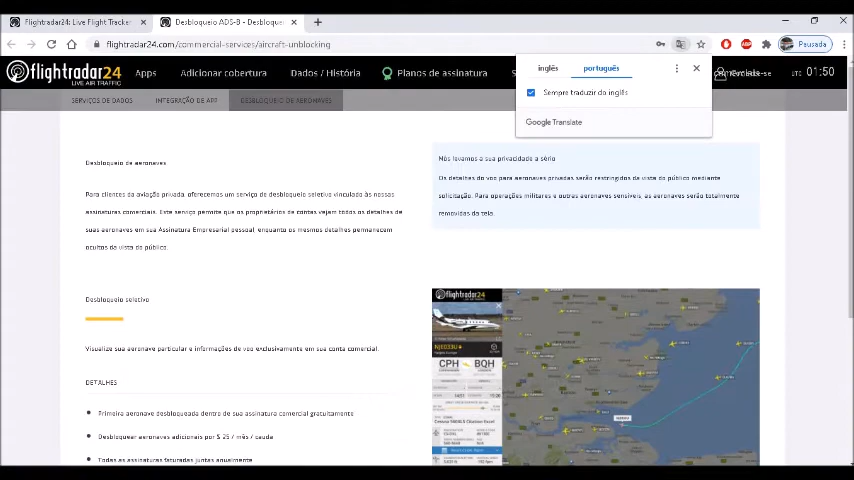 Flightradar24: Live Flight Tracker
Desbloqueio ADS-B - Desbloque
flightradar24.com/commercial-services/aircraft-unblocking
Pausada
flightradar24
LIVE AIR TRAFFIC
Apps
Adicionar cobertura
Dados / História
Planos de assinatura
UTC 01:50
inglês
português
Sempre traduzir do inglês
Google Translate
SERVIÇOS DE DADOS
INTEGRAÇÃO DE APP
DESBLOQUEIO DE AERONAVES
Desbloqueio de aeronaves
Para clientes da aviação privada, oferecemos um serviço de desbloqueio seletivo vinculado às nossas
assinaturas comerciais. Este serviço permite que os proprietários de contas vejam todos os detalhes de
suas aeronaves em sua Assinatura Empresarial pessoal, enquanto os mesmos detalhes permanecem
ocultos da vista do público.
Nós levamos a sua privacidade a sério
Os detalhes do voo para aeronaves privadas serão restringidos da vista do público mediante
solicitação. Para operações militares e outras aeronaves sensíveis, as aeronaves serão totalmente
removidas da tela.
Desbloqueio seletivo
Visualize sua aeronave particular e informações de voo exclusivamente em sua conta comercial.
DETALHES
Primeira aeronave desbloqueada dentro de sua assinatura comercial gratuitamente
Desbloquear aeronaves adicionais por $ 25 / mês / cauda
Todas as assinaturas faturadas juntas anualmente
flightradar24
NJE033U
CPH
BQH